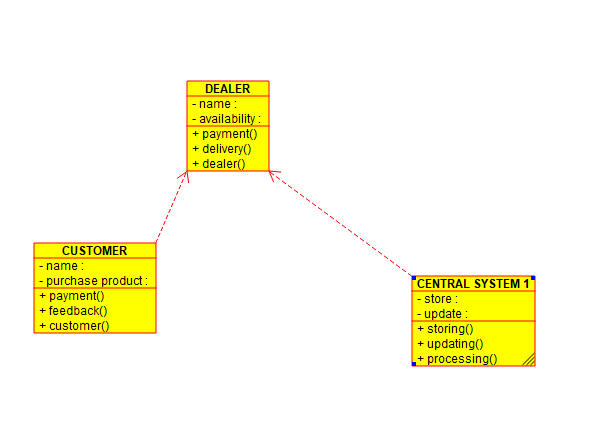 DEALER
- name :
- availability :
+ payment()
+ delivery()
+ dealer()
CUSTOMER
- name :
- purchase product :
+ payment()
+ feedback()
+ customer()
CENTRAL SYSTEM 1
- store :
- update :
+ storing()
+ updating()
+ processing()